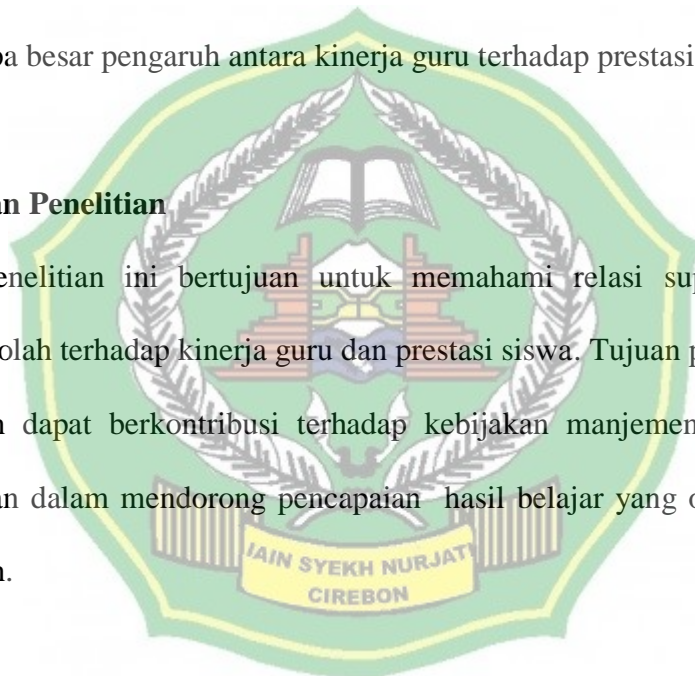 pa besar pengaruh antara kinerja guru terhadap prestasi
an Penelitian
enelitian ini bertujuan untuk memahami relasi sup
olah terhadap kinerja guru dan prestasi siswa. Tujuan p
n dapat berkontribusi terhadap kebijakan manjemen
an dalam mendorong pencapaian hasil belajar yang o
n.
IAIN SYEKH NURJATI
CIREBON